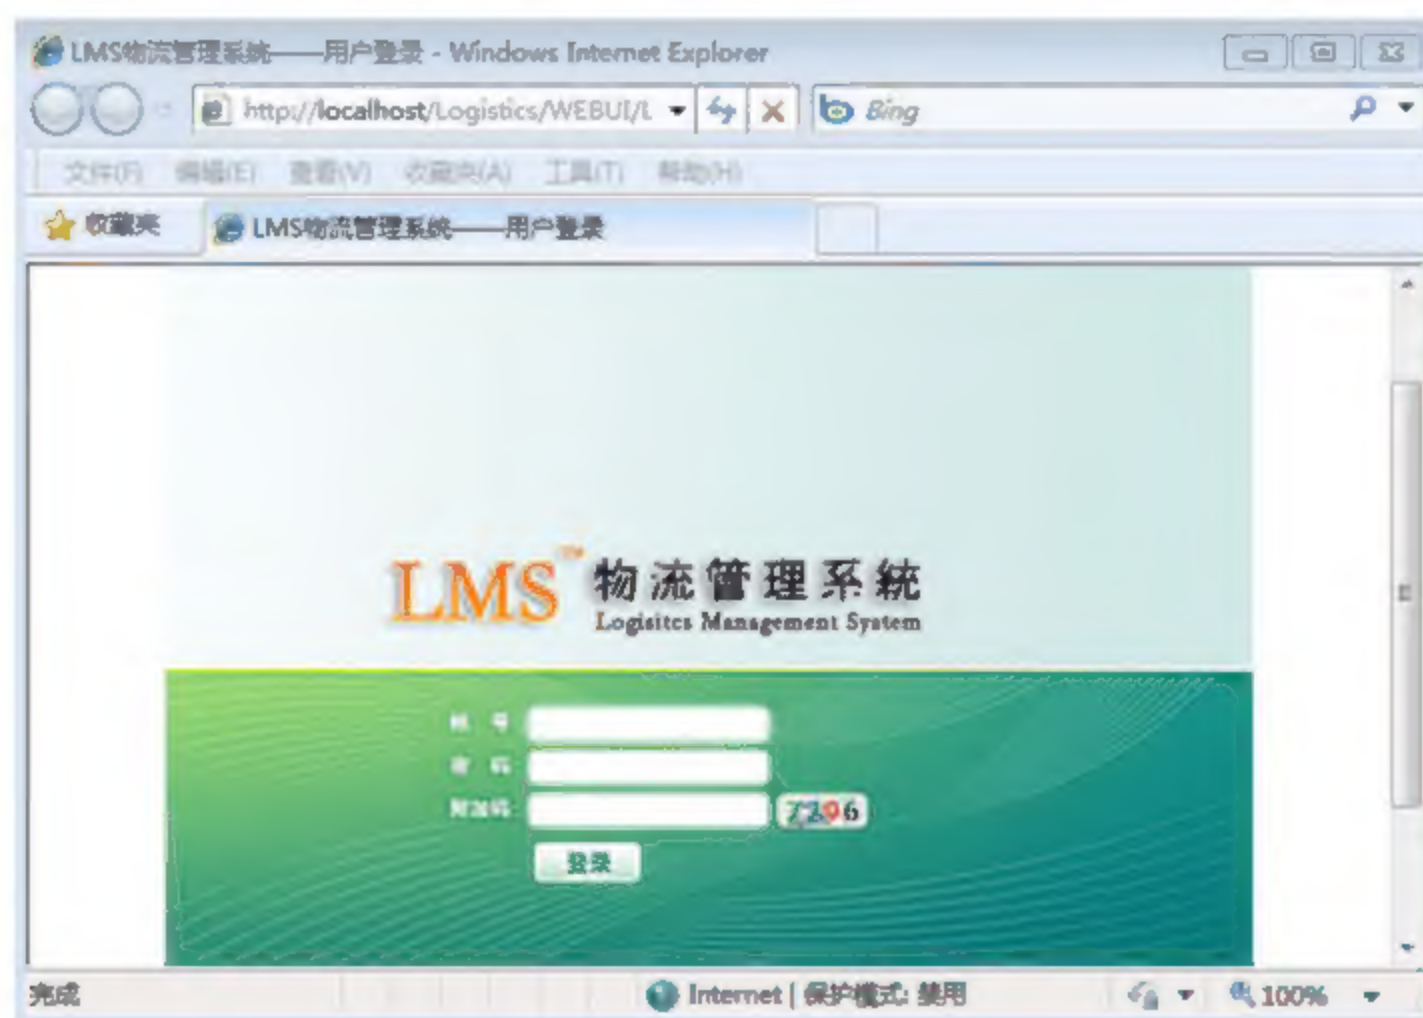 LMS物流管理系统——用户登录 - Windows Internet Explorer
http://localhost/Logistics/WEBUI/L
Bing
文件(F) 编辑(E) 查看(V) 收藏夹(A) 工具(T) 帮助(H)
收藏夹 LMS物流管理系统——用户登录
LMS™ 物流管理系統
Logisitcs Management System
帐 号
密 码
附加码 7296
登录
完成 Internet | 保护模式: 禁用 100%